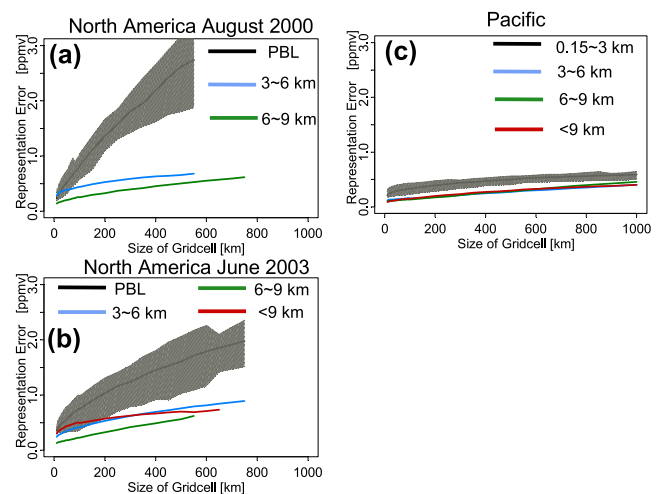 North America August 2000
(a)
Representation Error [ppmv]
3.0
2.0
1.0
0.0
PBL
3~6 km
6~9 km
0 200 400 600 800 1000
Size of Gridcell [km]
North America June 2003
(b)
Representation Error [ppmv]
3.0
2.0
1.0
0.0
PBL
6~9 km
3~6 km
<9 km
0 200 400 600 800 1000
Size of Gridcell [km]
Pacific
(c)
Representation Error [ppmv]
3.0
2.0
1.0
0.0
0.15~3 km
3~6 km
6~9 km
<9 km
0 200 400 600 800 1000
Size of Gridcell [km]